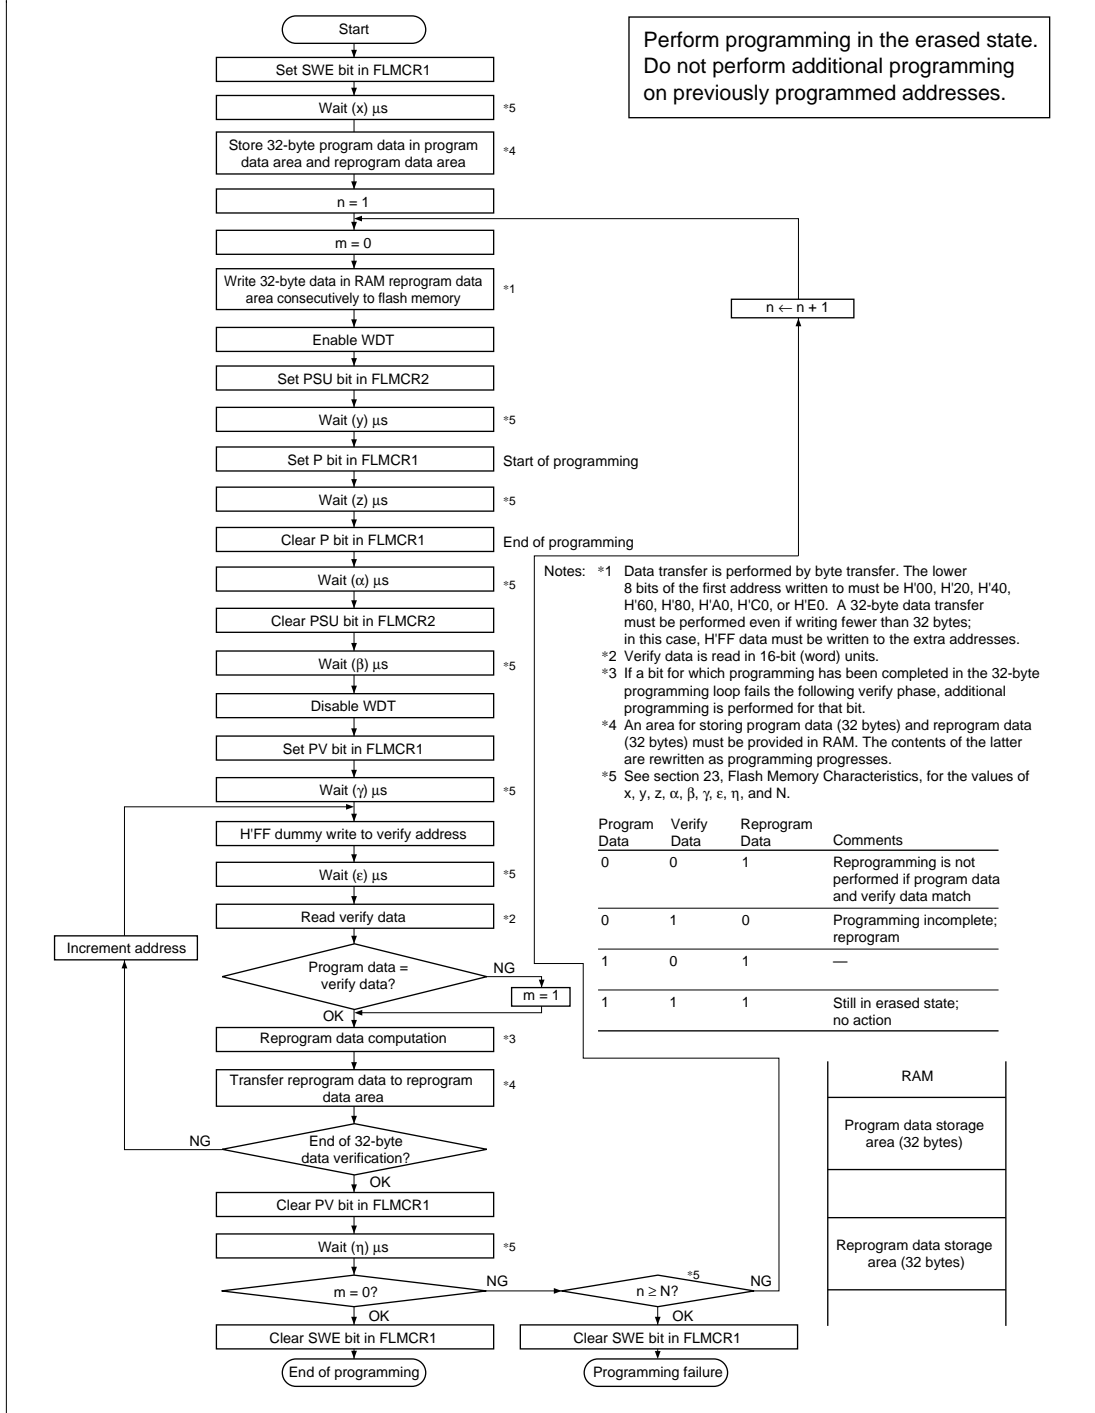 Start
Perform programming in the erased state.
Do not perform additional programming
on previously programmed addresses.
Set SWE bit in FLMCR1
Wait (x) μs
*5
Store 32-byte program data in program
data area and reprogram data area
*4
n = 1
m = 0
Write 32-byte data in RAM reprogram data
area consecutively to flash memory
*1
n ← n + 1
Enable WDT
Set PSU bit in FLMCR2
Wait (y) μs
*5
Set P bit in FLMCR1
Start of programming
Wait (z) μs
*5
Clear P bit in FLMCR1
End of programming
Wait (α) μs
*5
Clear PSU bit in FLMCR2
Wait (β) μs
*5
Disable WDT
Set PV bit in FLMCR1
Wait (γ) μs
*5
H'FF dummy write to verify address
Wait (ε) μs
*5
Read verify data
*2
Increment address
Program data =
verify data?
NG
m = 1
OK
Reprogram data computation
*3
Transfer reprogram data to reprogram
data area
*4
NG
End of 32-byte
data verification?
OK
Clear PV bit in FLMCR1
Wait (η) μs
*5
m = 0?
NG
n ≥ N?
*5
NG
OK
OK
Clear SWE bit in FLMCR1
Clear SWE bit in FLMCR1
End of programming
Programming failure
Notes: *1 Data transfer is performed by byte transfer. The lower
8 bits of the first address written to must be H'00, H'20, H'40,
H'60, H'80, H'A0, H'C0, or H'E0. A 32-byte data transfer
must be performed even if writing fewer than 32 bytes;
in this case, H'FF data must be written to the extra addresses.
*2 Verify data is read in 16-bit (word) units.
*3 If a bit for which programming has been completed in the 32-byte
programming loop fails the following verify phase, additional
programming is performed for that bit.
*4 An area for storing program data (32 bytes) and reprogram data
(32 bytes) must be provided in RAM. The contents of the latter
are rewritten as programming progresses.
*5 See section 23, Flash Memory Characteristics, for the values of
x, y, z, α, β, γ, ε, η, and N.
Program Verify Reprogram
Data Data Data Comments
0 0 1 Reprogramming is not
performed if program data
and verify data match
0 1 0 Programming incomplete;
reprogram
1 0 1 —
1 1 1 Still in erased state;
no action
RAM
Program data storage
area (32 bytes)
Reprogram data storage
area (32 bytes)